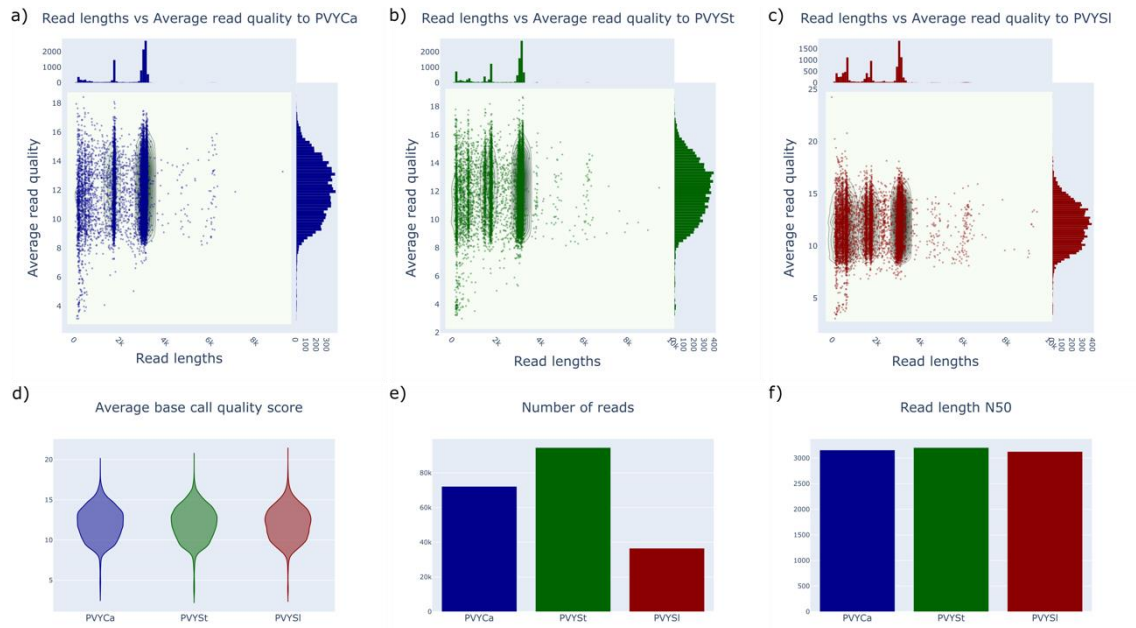 a) Read lengths vs Average read quality to PVYCa
2000
1000
0
18
16
14
12
10
8
6
4
Average read quality
0
2k
4k
6k
8k
Read lengths
0
100
200
300
b) Read lengths vs Average read quality to PVYSt
2000
1000
0
18
16
14
12
10
8
6
4
2
Average read quality
0
2k
4k
6k
8k
Read lengths
0
100
200
300
400
c) Read lengths vs Average read quality to PVYSl
1500
1000
500
0
25
20
15
10
5
Average read quality
0
2k
4k
6k
8k
Read lengths
0
100
200
300
400
d) Average base call quality score
20
15
10
5
PVYCa PVYSt PVYSl
e) Number of reads
80k
60k
40k
20k
0
PVYCa PVYSt PVYSl
f) Read length N50
3000
2500
2000
1500
1000
500
0
PVYCa PVYSt PVYSl